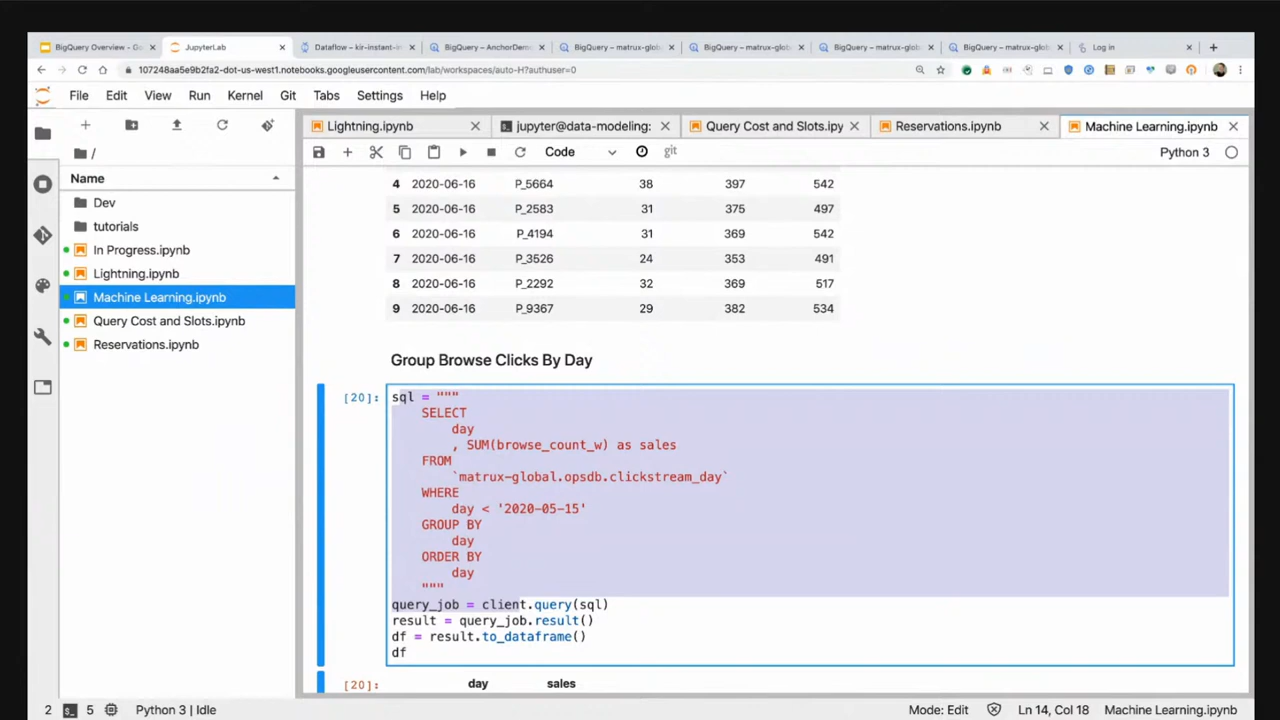 BigQuery Overview - Go
JupyterLab
Dataflow – kir-instant-in
BigQuery – AnchorDem
BigQuery – matrux-glob
BigQuery – matrux-glob
BigQuery – matrux-glob
BigQuery – matrux-glob
Log in
107248aa5e9b2fa2-dot-us-west1.notebooks.googleusercontent.com/lab/workspaces/auto-H?authuser=0
File Edit View Run Kernel Git Tabs Settings Help
Lightning.ipynb
jupyter@data-modeling:
Query Cost and Slots.ipy
Reservations.ipynb
Machine Learning.ipynb
/
Code
git
Python 3
Name
Dev
tutorials
In Progress.ipynb
Lightning.ipynb
Machine Learning.ipynb
Query Cost and Slots.ipynb
Reservations.ipynb
4 2020-06-16 P_5664 38 397 542
5 2020-06-16 P_2583 31 375 497
6 2020-06-16 P_4194 31 369 542
7 2020-06-16 P_3526 24 353 491
8 2020-06-16 P_2292 32 369 517
9 2020-06-16 P_9367 29 382 534
Group Browse Clicks By Day
[20]: sql = """
SELECT
day
, SUM(browse_count_w) as sales
FROM
`matrux-global.opsdb.clickstream_day`
WHERE
day < '2020-05-15'
GROUP BY
day
ORDER BY
day
"""
query_job = client.query(sql)
result = query_job.result()
df = result.to_dataframe()
df
[20]: day sales
2 5 Python 3 | Idle
Mode: Edit Ln 14, Col 18 Machine Learning.ipynb